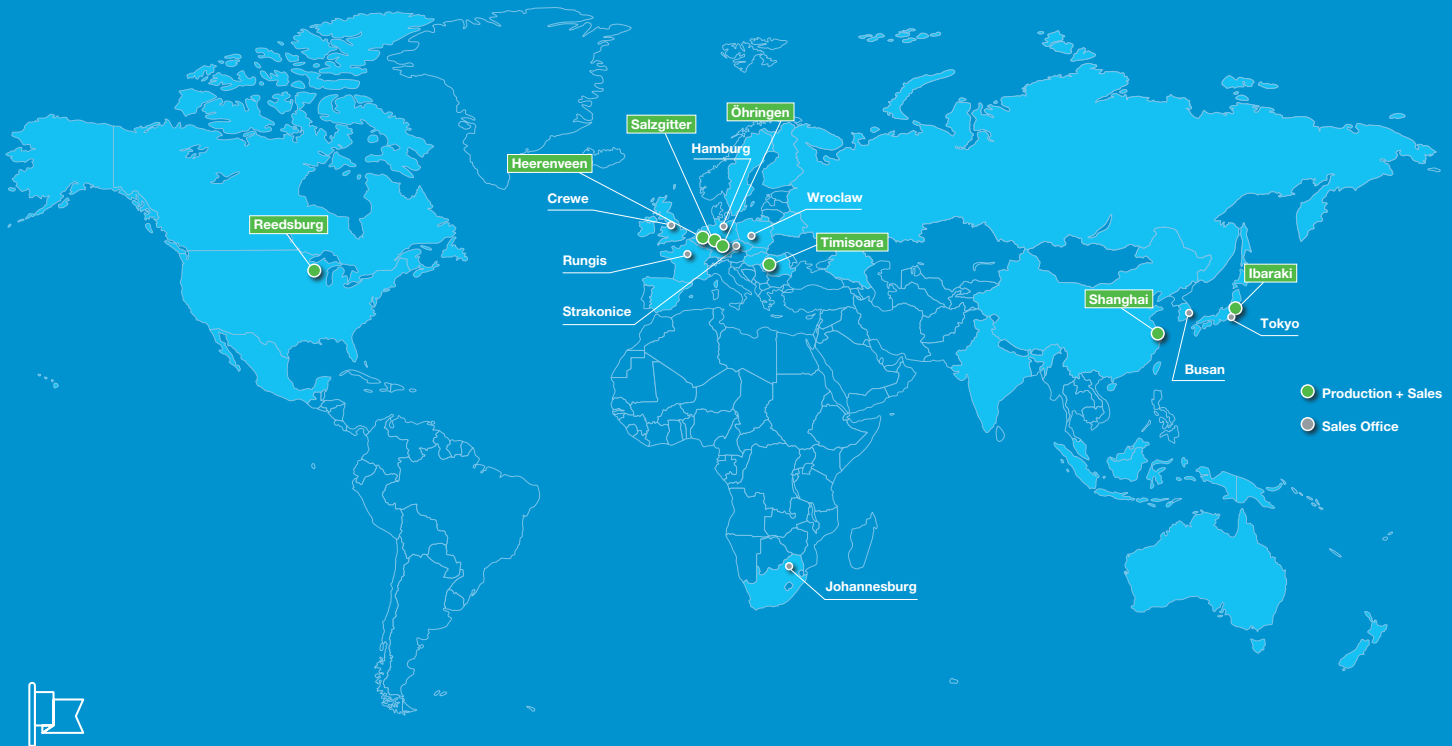 Öhringen
Salzgitter
Hamburg
Heerenveen
Crewe
Wroclaw
Reedsburg
Timisoara
Rungis
Ibaraki
Shanghai
Strakonice
Tokyo
Busan
Production + Sales
Sales Office
Johannesburg